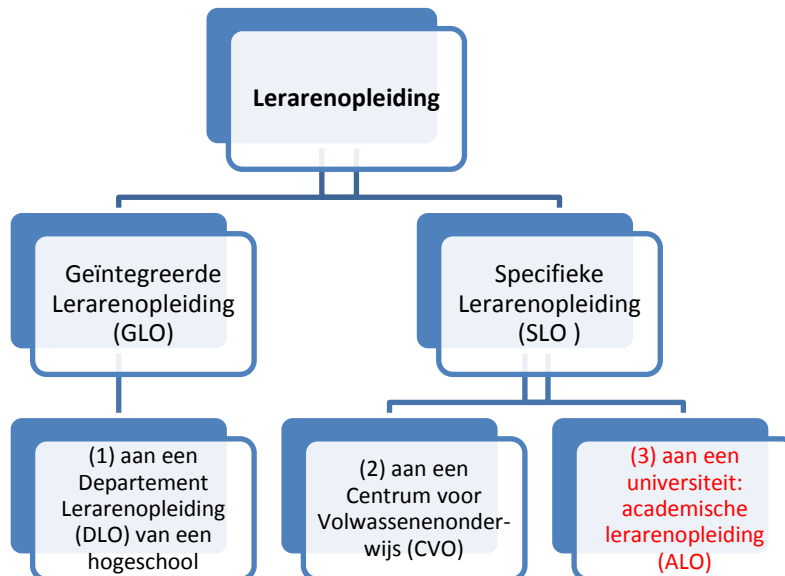 Lerarenopleiding
Geïntegreerde
Lerarenopleiding
(GLO)
Specifieke
Lerarenopleiding
(SLO )
(1) aan een
Departement
Lerarenopleiding
(DLO) van een
hogeschool
(2) aan een
Centrum voor
Volwassenenonder-
wijs (CVO)
(3) aan een
universiteit:
academische
lerarenopleiding
(ALO)